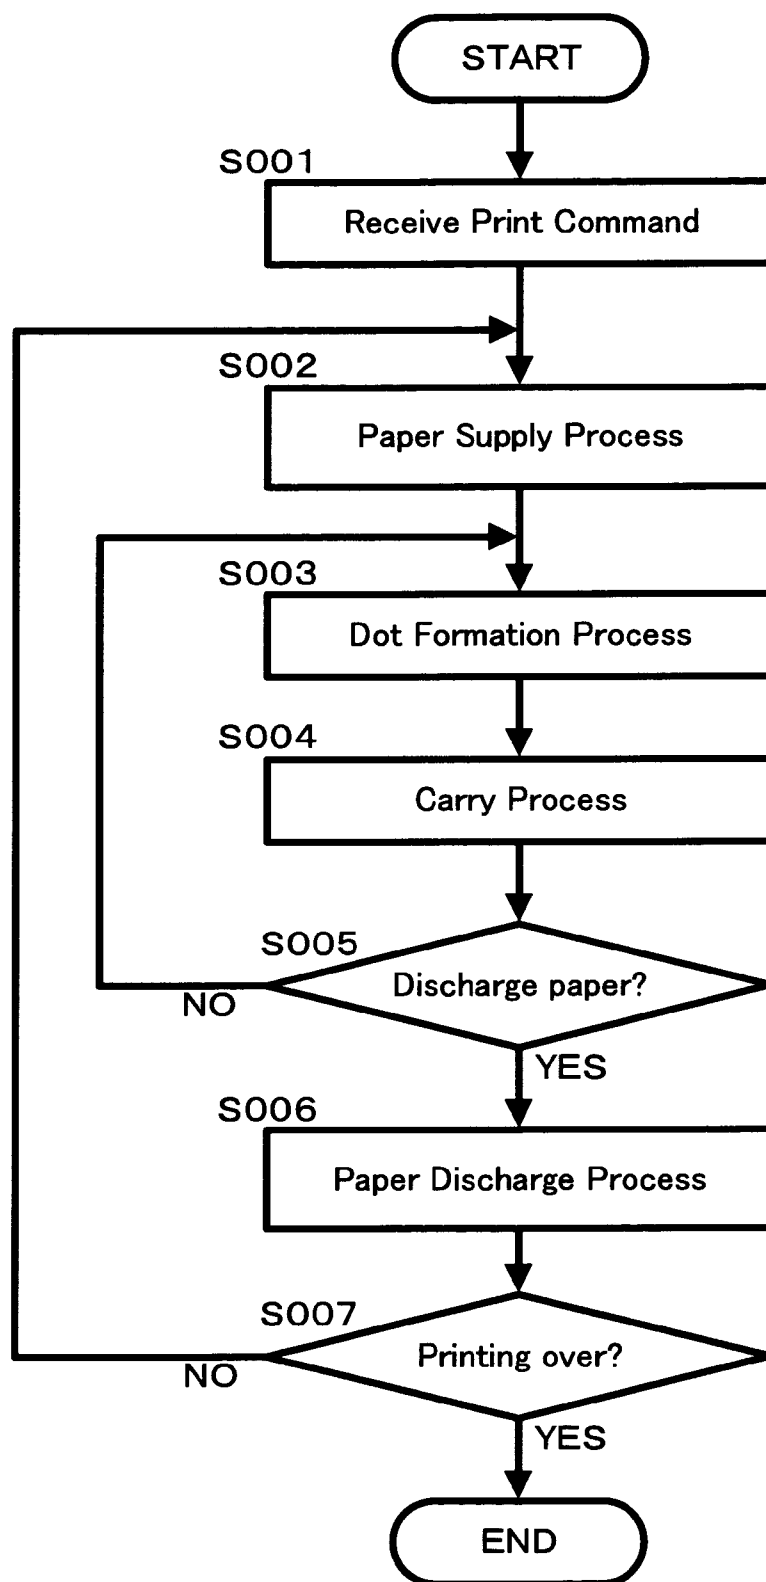 START
S001
Receive Print Command
S002
Paper Supply Process
S003
Dot Formation Process
S004
Carry Process
S005
Discharge paper?
NO
YES
S006
Paper Discharge Process
S007
Printing over?
NO
YES
END